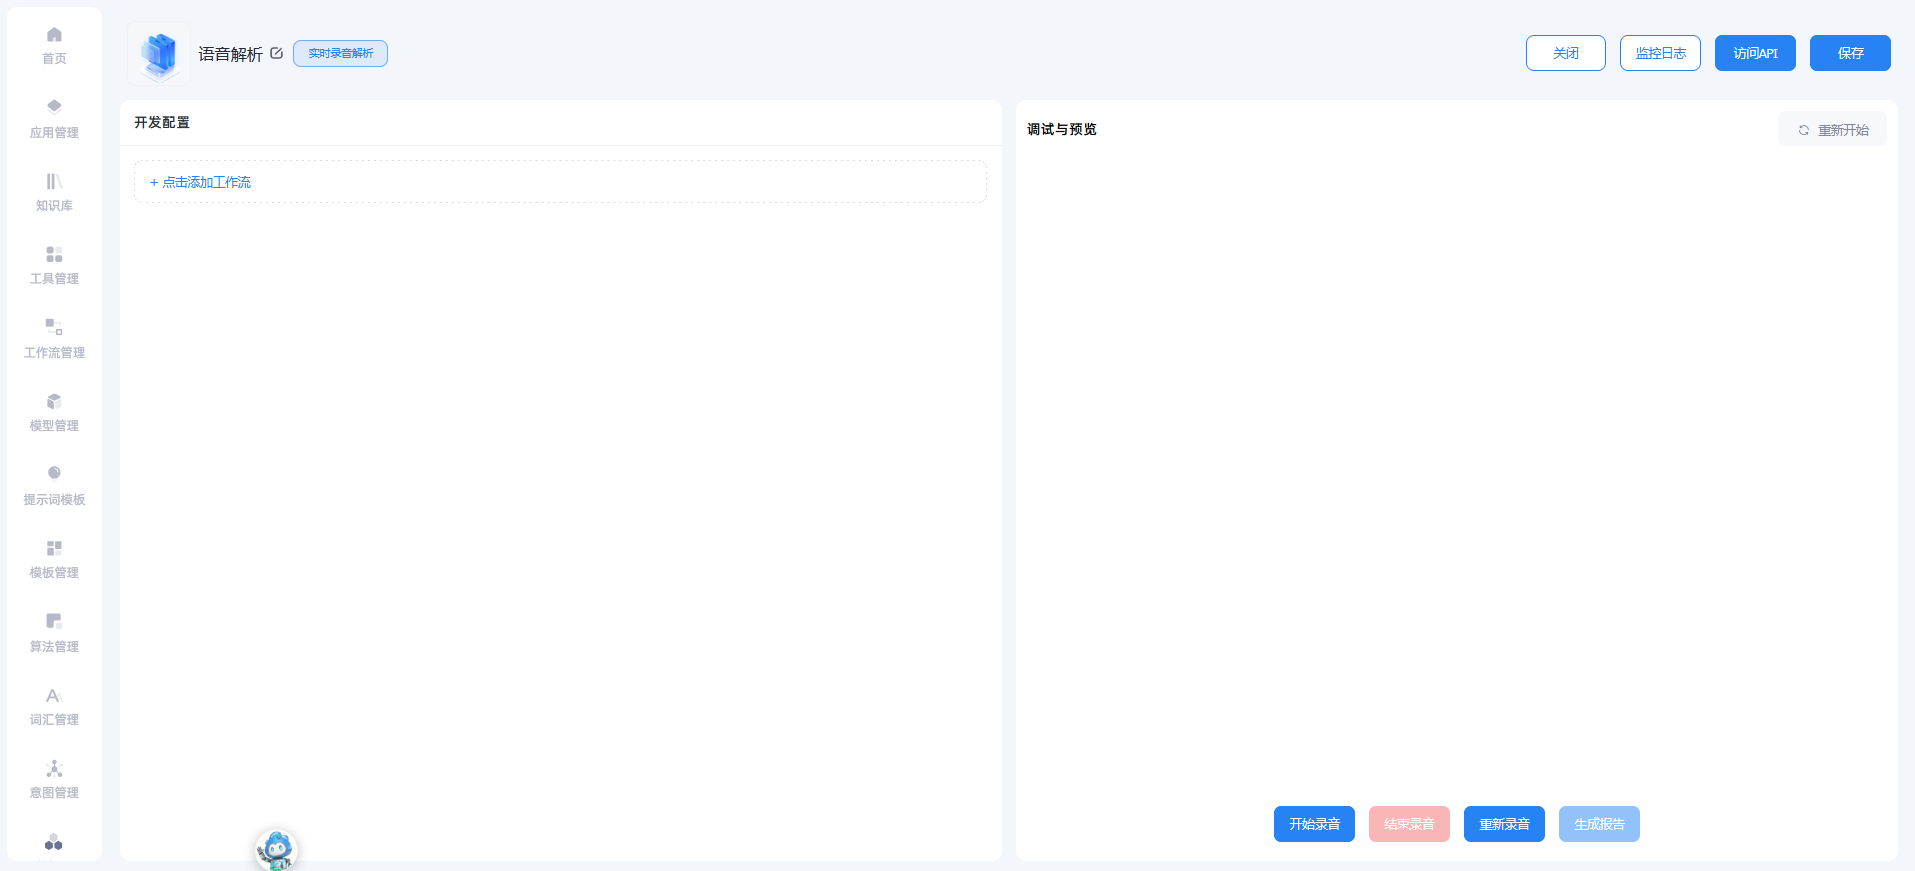 首页
应用管理
知识库
工具管理
工作流管理
模型管理
提示词模板
模板管理
算法管理
词汇管理
意图管理
语音解析
实时录音解析
关闭
监控日志
访问API
保存
开发配置
+ 点击添加工作流
调试与预览
重新开始
开始录音
结束录音
重新录音
生成报告